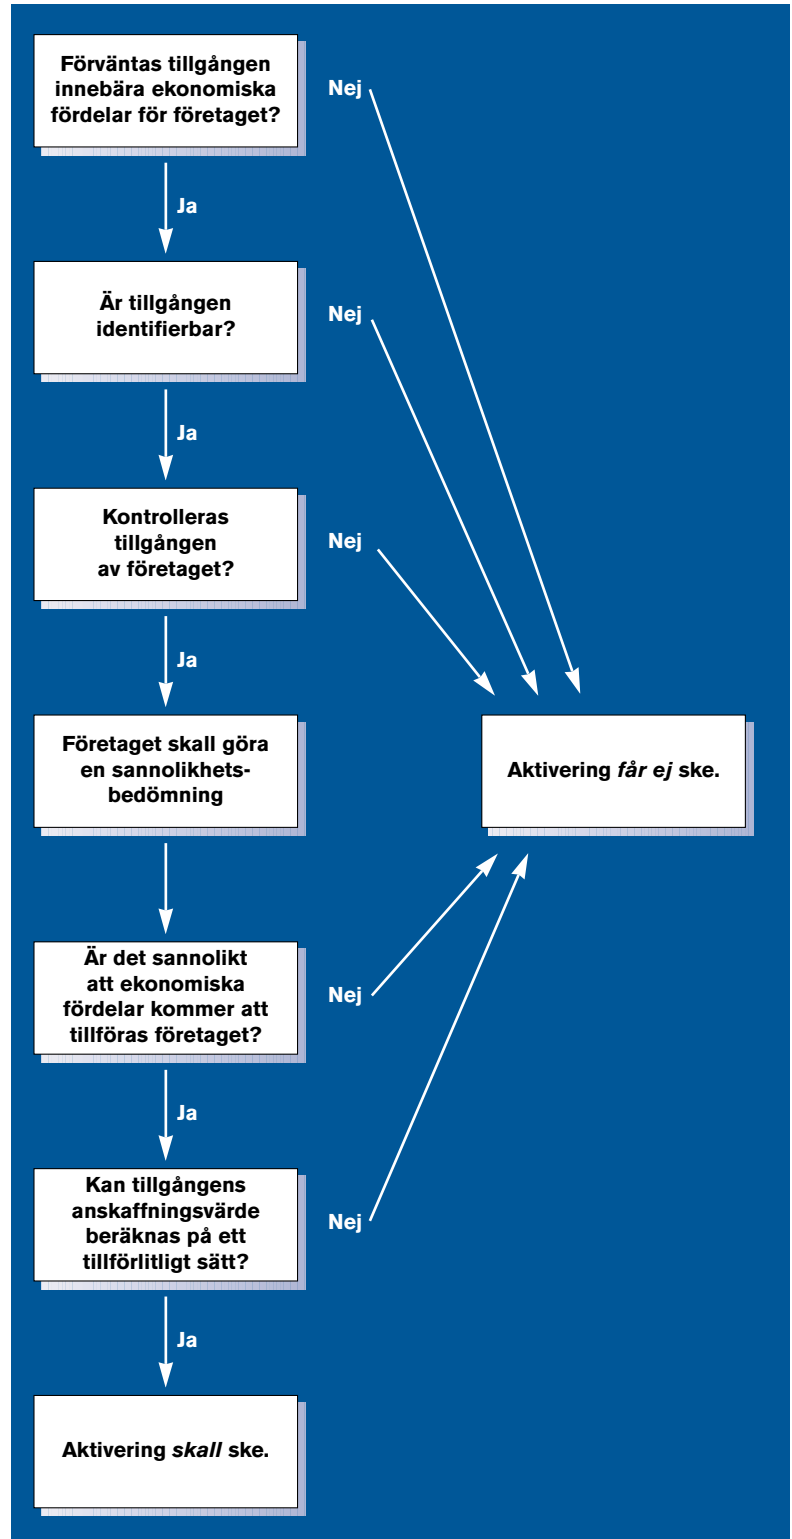 Förväntas tillgången
innebära ekonomiska
fördelar för företaget?
Nej
Ja
Är tillgången
identifierbar?
Nej
Ja
Kontrolleras
tillgången
av företaget?
Nej
Ja
Företaget skall göra
en sannolikhets-
bedömning
Aktivering får ej ske.
Är det sannolikt
att ekonomiska
fördelar kommer att
tillföras företaget?
Nej
Ja
Kan tillgångens
anskaffningsvärde
beräknas på ett
tillförlitligt sätt?
Nej
Ja
Aktivering skall ske.